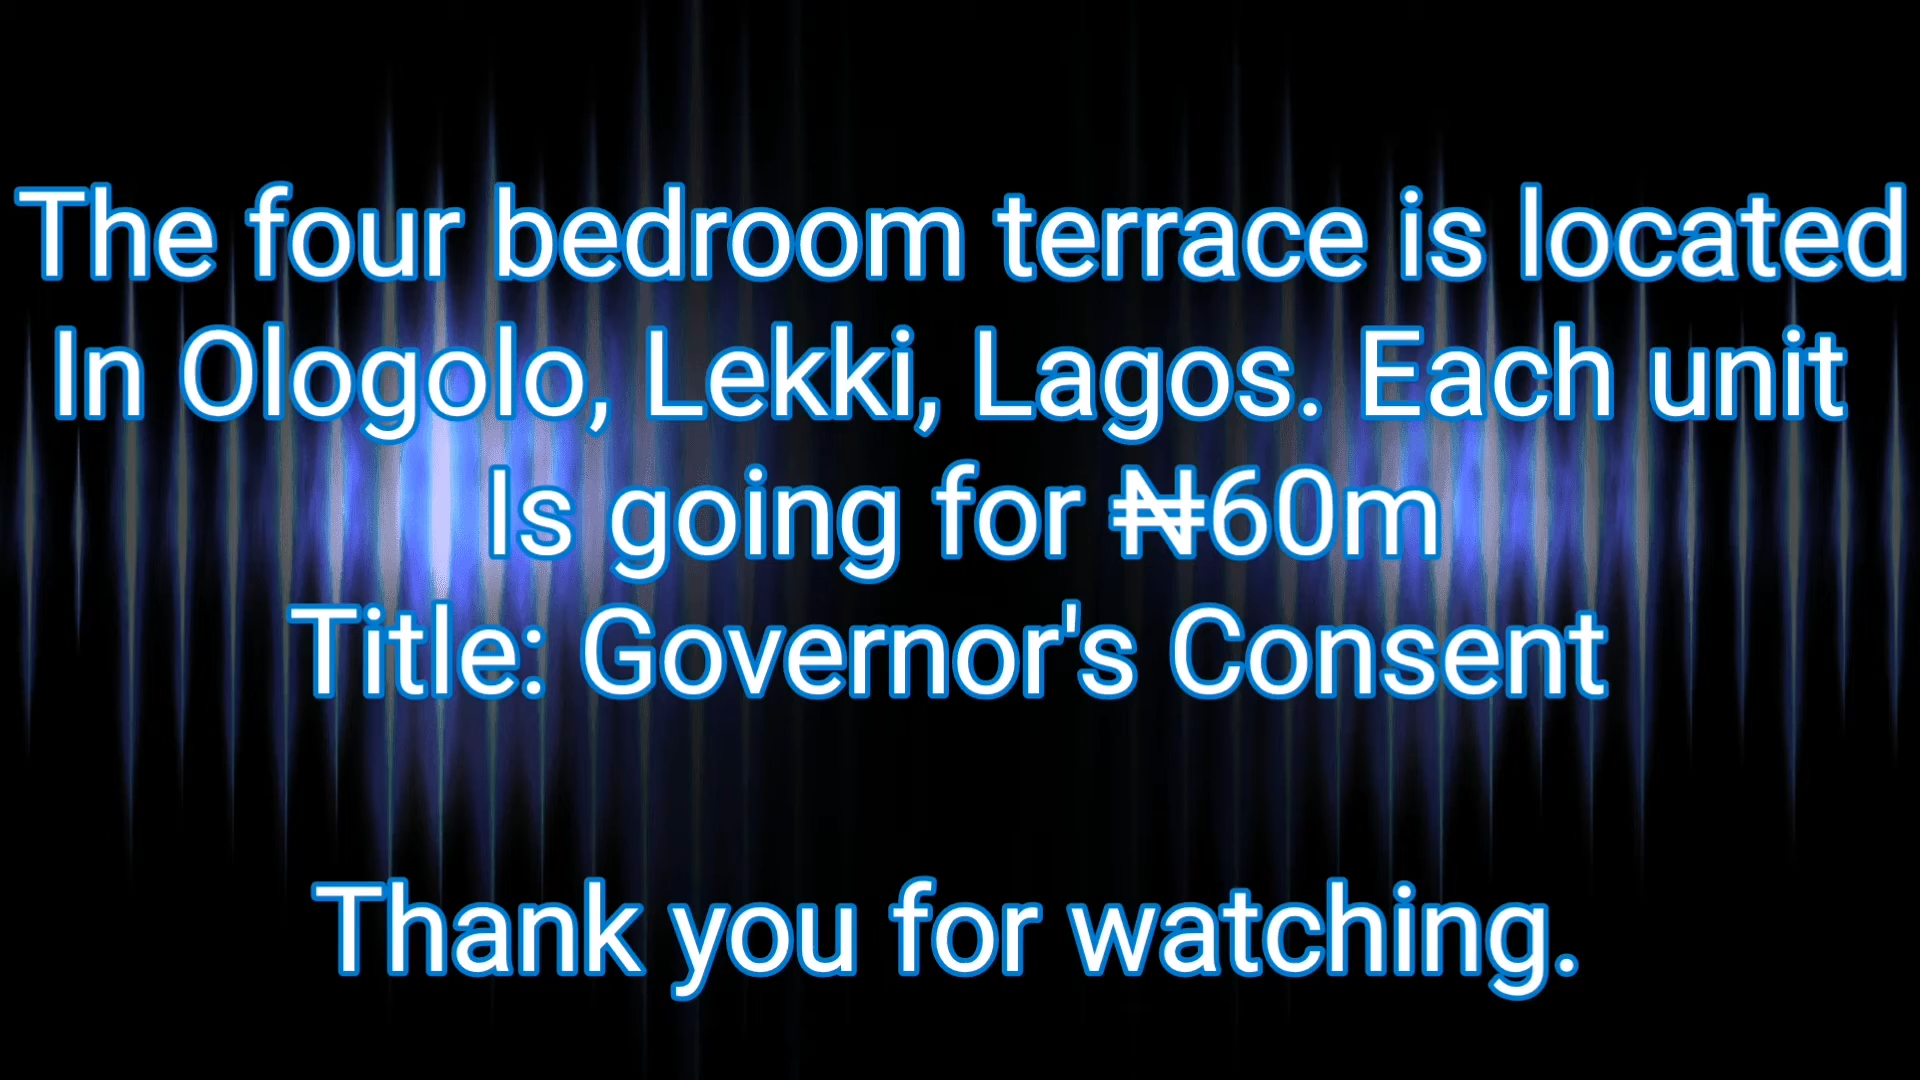 The four bedroom terrace is located
In Ologolo, Lekki, Lagos. Each unit
Is going for ₦60m
Title: Governor's Consent
Thank you for watching.